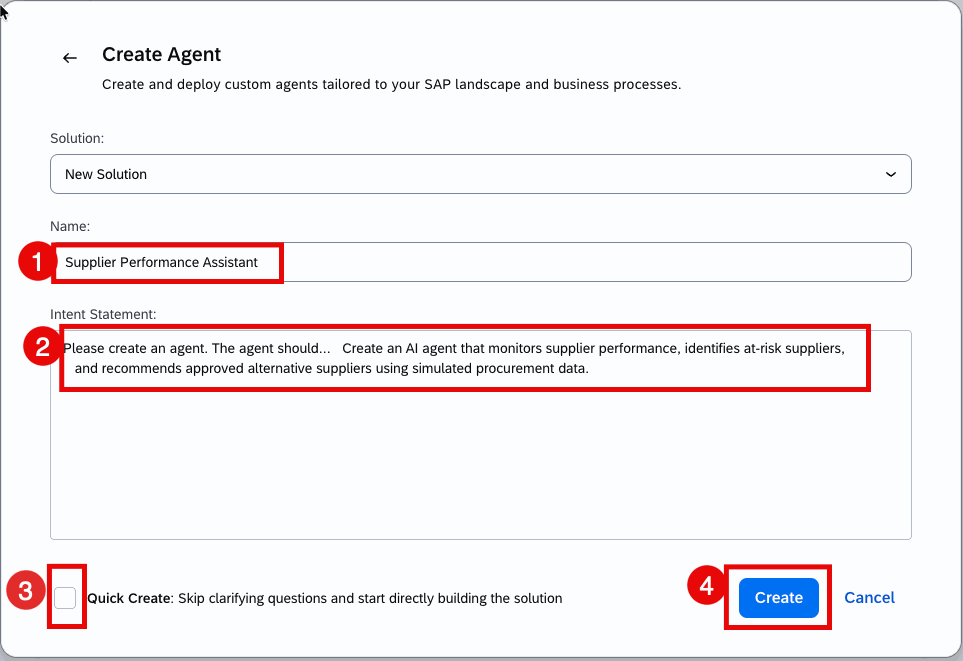 ← Create Agent
Create and deploy custom agents tailored to your SAP landscape and business processes.
Solution:
New Solution
Name:
1 Supplier Performance Assistant
Intent Statement:
2 Please create an agent. The agent should... Create an AI agent that monitors supplier performance, identifies at-risk suppliers,
and recommends approved alternative suppliers using simulated procurement data.
3 Quick Create: Skip clarifying questions and start directly building the solution
4 Create Cancel